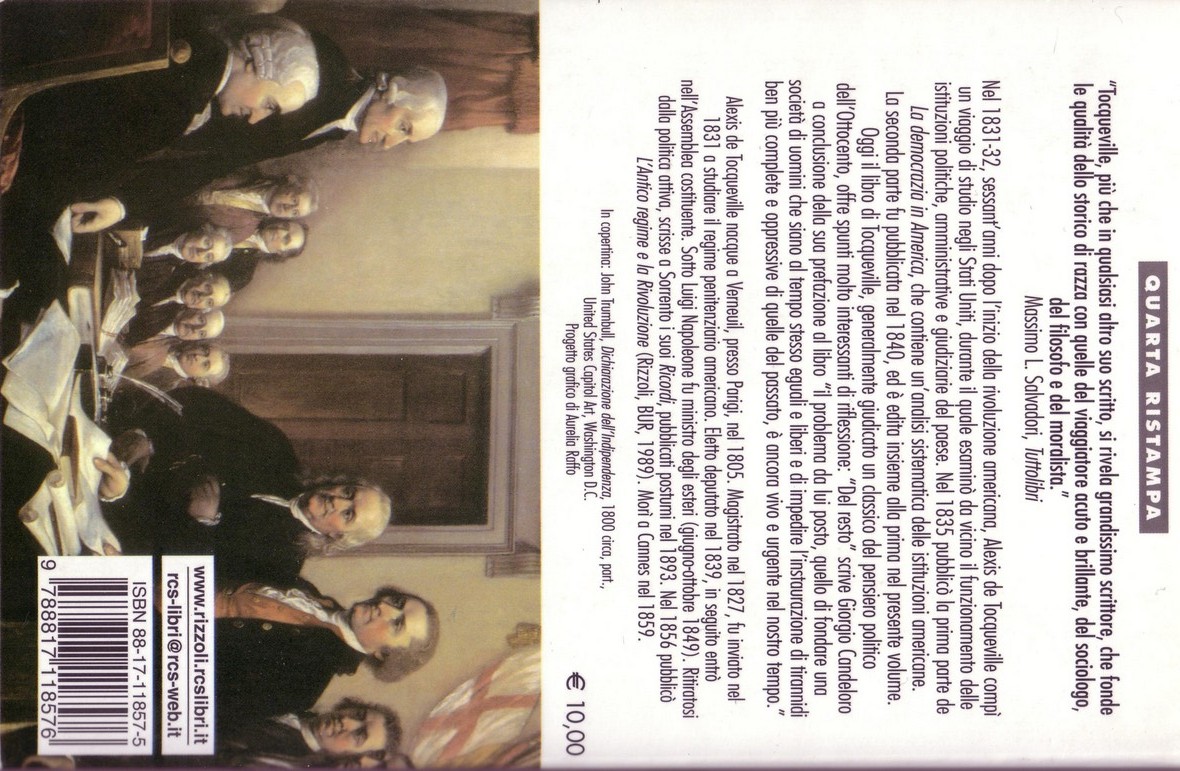 QUARTA RISTAMPA
"Tocqueville, più che in qualsiasi altro suo scritto, si rivela grandissimo scrittore, che fonde
le qualità dello storico di razza con quelle del viaggiatore acuto e brillante, del sociologo,
del filosofo e del moralista."
Massimo L. Salvadori, Tuttolibri
Nel 1831-32, sessant'anni dopo l'inizio della rivoluzione americana, Alexis de Tocqueville compì
un viaggio di studio negli Stati Uniti, durante il quale esaminò da vicino il funzionamento delle
istituzioni politiche, amministrative e giudiziarie del paese. Nel 1835 pubblicò la prima parte de
La democrazia in America, che contiene un'analisi sistematica delle istituzioni americane.
La seconda parte fu pubblicata nel 1840, ed è edita insieme alla prima nel presente volume.
Oggi il libro di Tocqueville, generalmente giudicato un classico del pensiero politico
dell'Ottocento, offre spunti molto interessanti di riflessione: "Del resto" scrive Giorgio Candeloro
a conclusione della sua prefazione al libro "il problema da lui posto, quello di fondare una
società di uomini che siano al tempo stesso eguali e liberi e di impedire l'instaurazione di tirannidi
ben più complete e oppressive di quelle del passato, è ancora vivo e urgente nel nostro tempo."
Alexis de Tocqueville nacque a Verneuil, presso Parigi, nel 1805. Magistrato nel 1827, fu inviato nel
1831 a studiare il regime penitenziario americano. Eletto deputato nel 1839, in seguito entrò
nell'Assemblea costituente. Sotto Luigi Napoleone fu ministro degli esteri (giugno-ottobre 1849). Ritiratosi
dalla politica attiva, scrisse a Sorrento i suoi Ricordi, pubblicati postumi nel 1893. Nel 1856 pubblicò
L'Antico regime e la Rivoluzione (Rizzoli, BUR, 1989). Morì a Cannes nel 1859.
In copertina: John Trumbull, Dichiarazione dell'Indipendenza, 1800 circa, part.,
United States Capitol Art, Washington D.C.
Progetto grafico di Aurelia Raffo
€ 10,00
www.rizzoli.rcslibri.it
rcs-libri@rcs-web.it
ISBN 88-17-11857-5
9 788817 118576